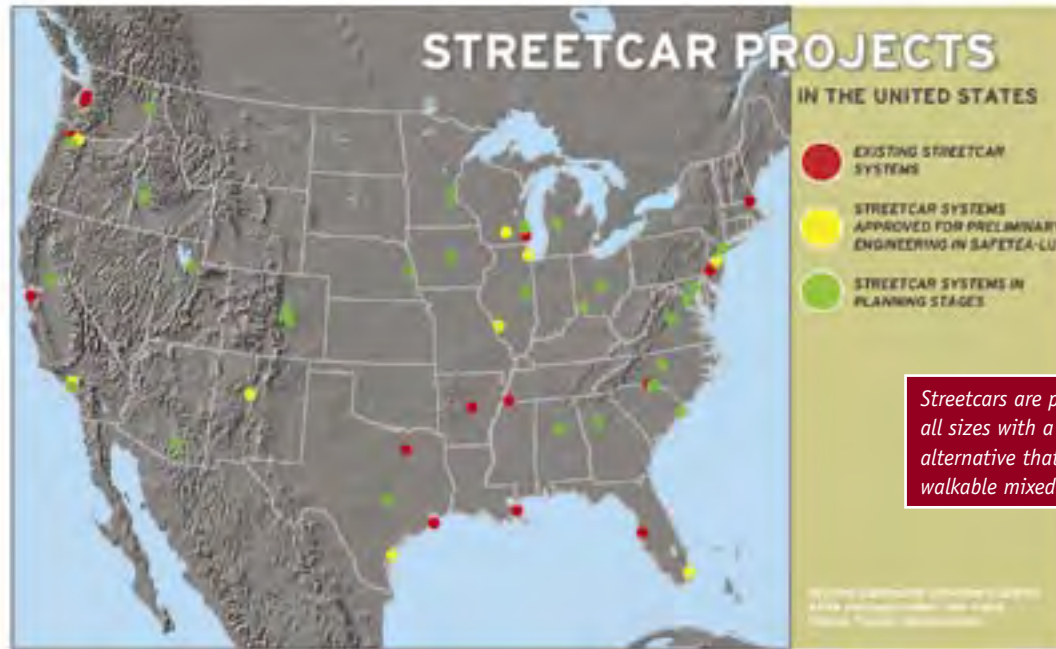 STREETCAR PROJECTS
IN THE UNITED STATES
EXISTING STREETCAR
SYSTEMS
STREETCAR SYSTEMS
APPROVED FOR PRELIMINARY
ENGINEERING IN SAFETEA-LU
STREETCAR SYSTEMS IN
PLANNING STAGES
Streetcars are p
all sizes with a
alternative that
walkable mixed